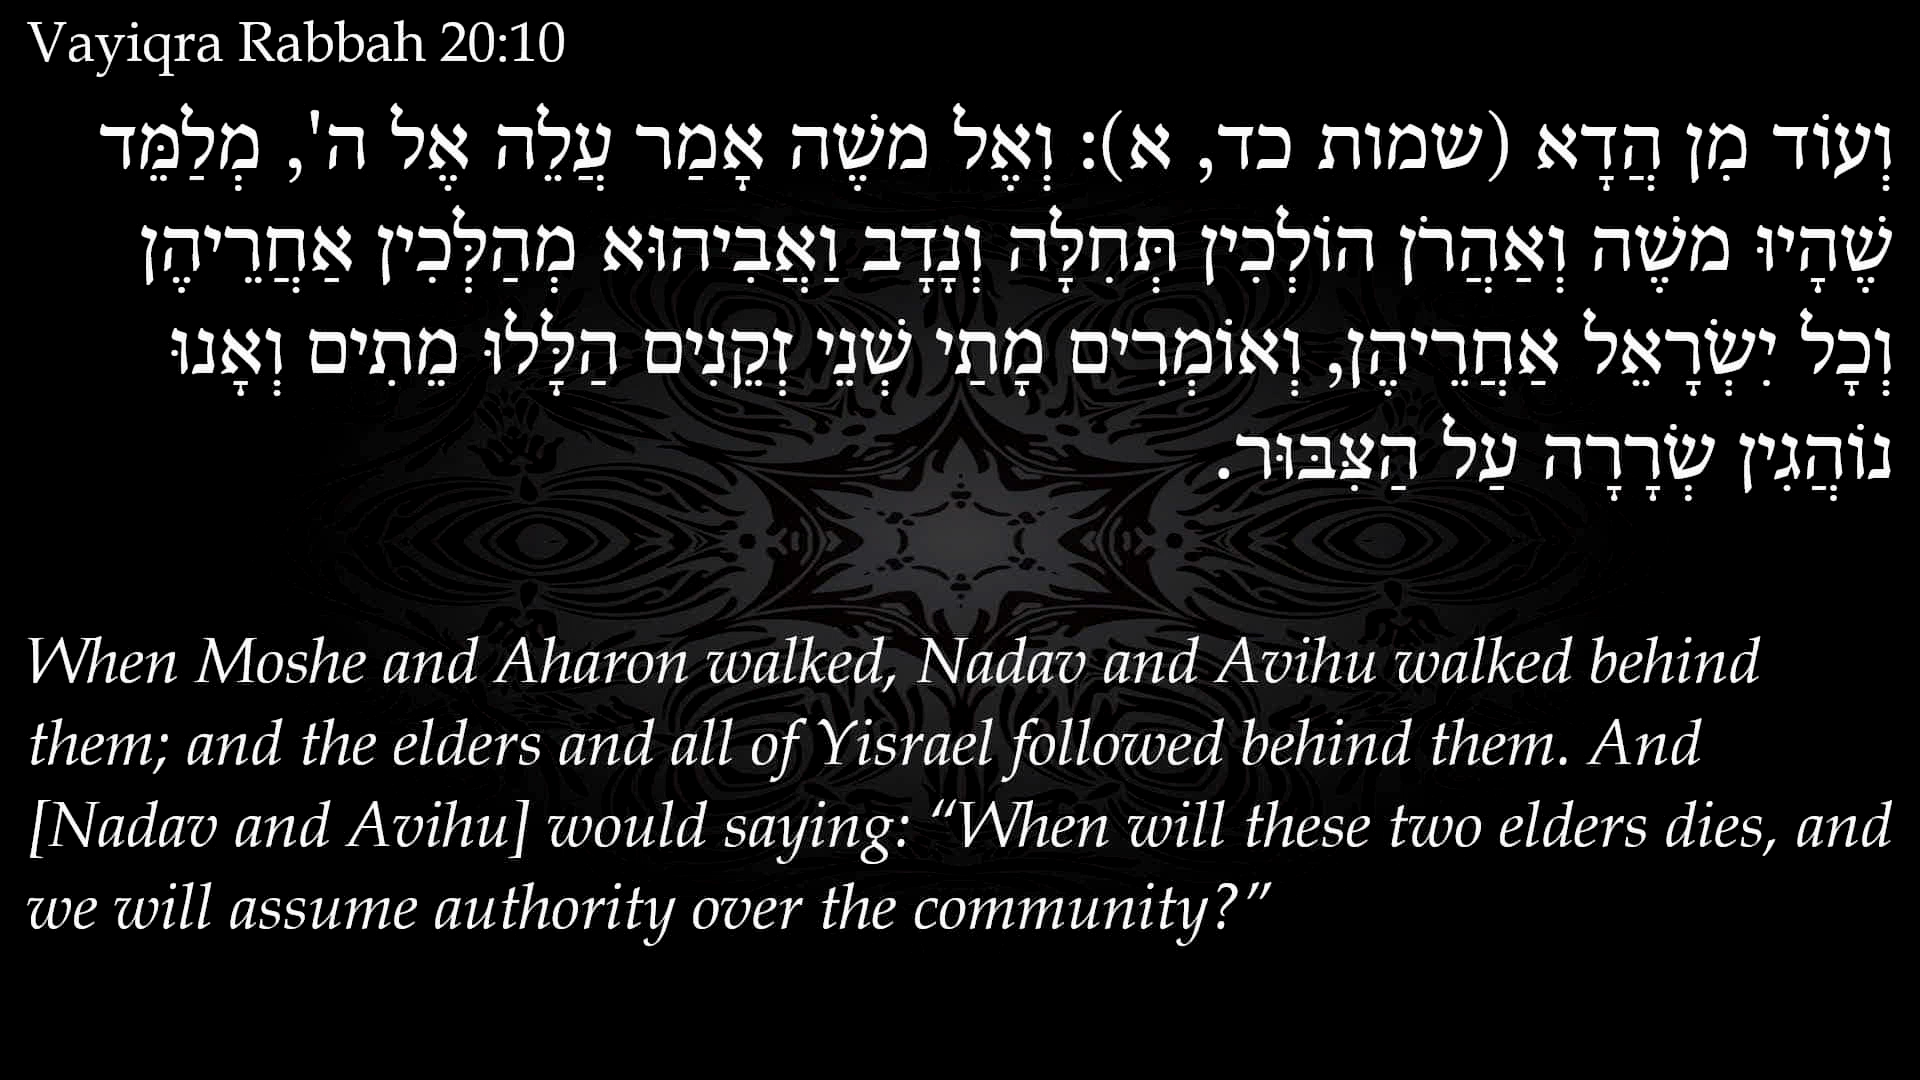 Vayiqra Rabbah 20:10
וְעוֹד מִן הֲדָא (שמות כד, א): וְאֶל משֶׁה אָמַר עֲלֵה אֶל ה', מְלַמֵּד
שֶׁהָיוּ משֶׁה וְאַהֲרֹן הוֹלְכִין תְּחִלָּה וְנָדָב וַאֲבִיהוּא מְהַלְּכִין אַחֲרֵיהֶן
וְכָל יִשְׂרָאֵל אַחֲרֵיהֶן, וְאוֹמְרִים מָתַי שְׁנֵי זְקֵנִים הַלָּלוּ מֵתִים וְאָנוּ
נוֹהֲגִין שְׂרָרָה עַל הַצִּבּוּר.
When Moshe and Aharon walked, Nadav and Avihu walked behind
them; and the elders and all of Yisrael followed behind them. And
[Nadav and Avihu] would saying: “When will these two elders dies, and
we will assume authority over the community?”